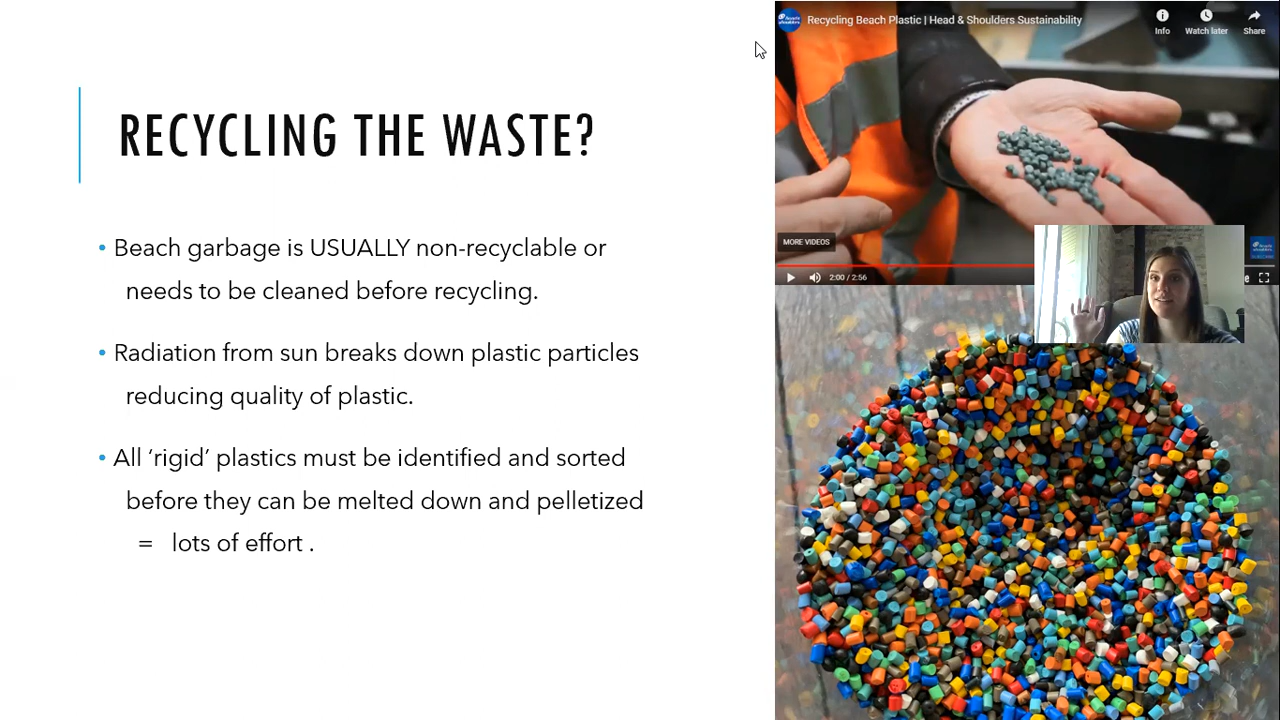 Recycling Beach Plastic | Head & Shoulders Sustainability
Info
Watch later
Share
RECYCLING THE WASTE?
• Beach garbage is USUALLY non-recyclable or
needs to be cleaned before recycling.
• Radiation from sun breaks down plastic particles
reducing quality of plastic.
• All ‘rigid’ plastics must be identified and sorted
before they can be melted down and pelletized
= lots of effort .
MORE VIDEOS
2:00 / 2:56